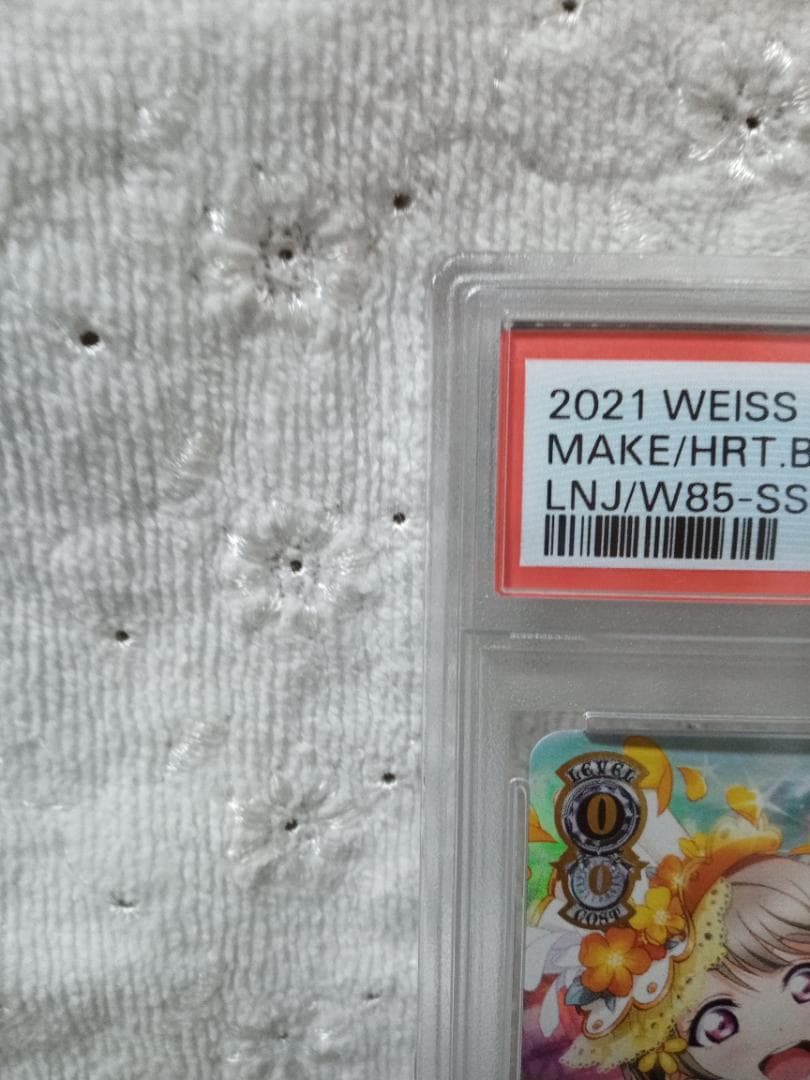 2021 WEISS
MAKE/HRT.B
LNJ/W85-SS
LEVEL
0
0
COST